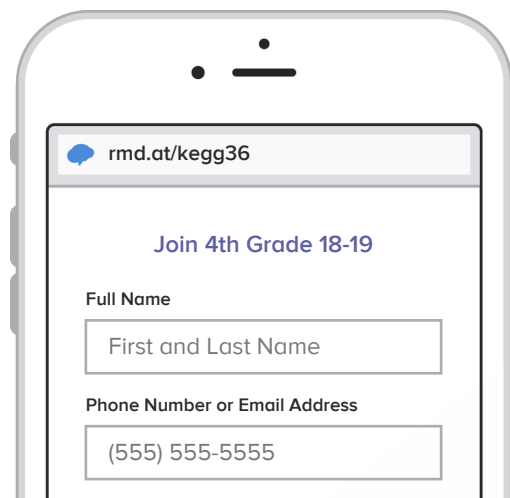 rmd.at/kegg36
Join 4th Grade 18-19
Full Name
First and Last Name
Phone Number or Email Address
(555) 555-5555